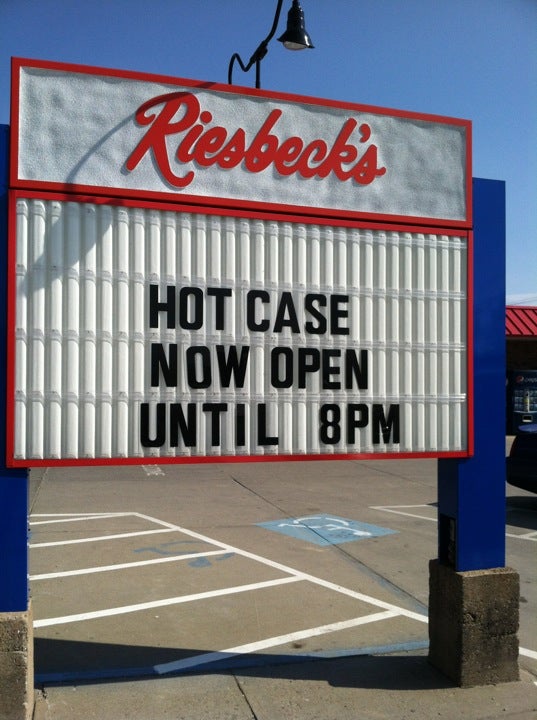 Riesbeck's
HOT CASE
NOW OPEN
UNTIL 8PM